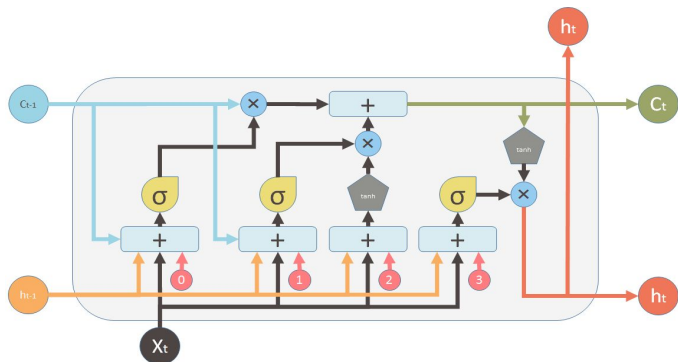 ht
Ct-1
×
+
Ct
tanh
×
tanh
σ
σ
σ
×
+
+
+
+
0
1
2
3
ht-1
ht
Xt